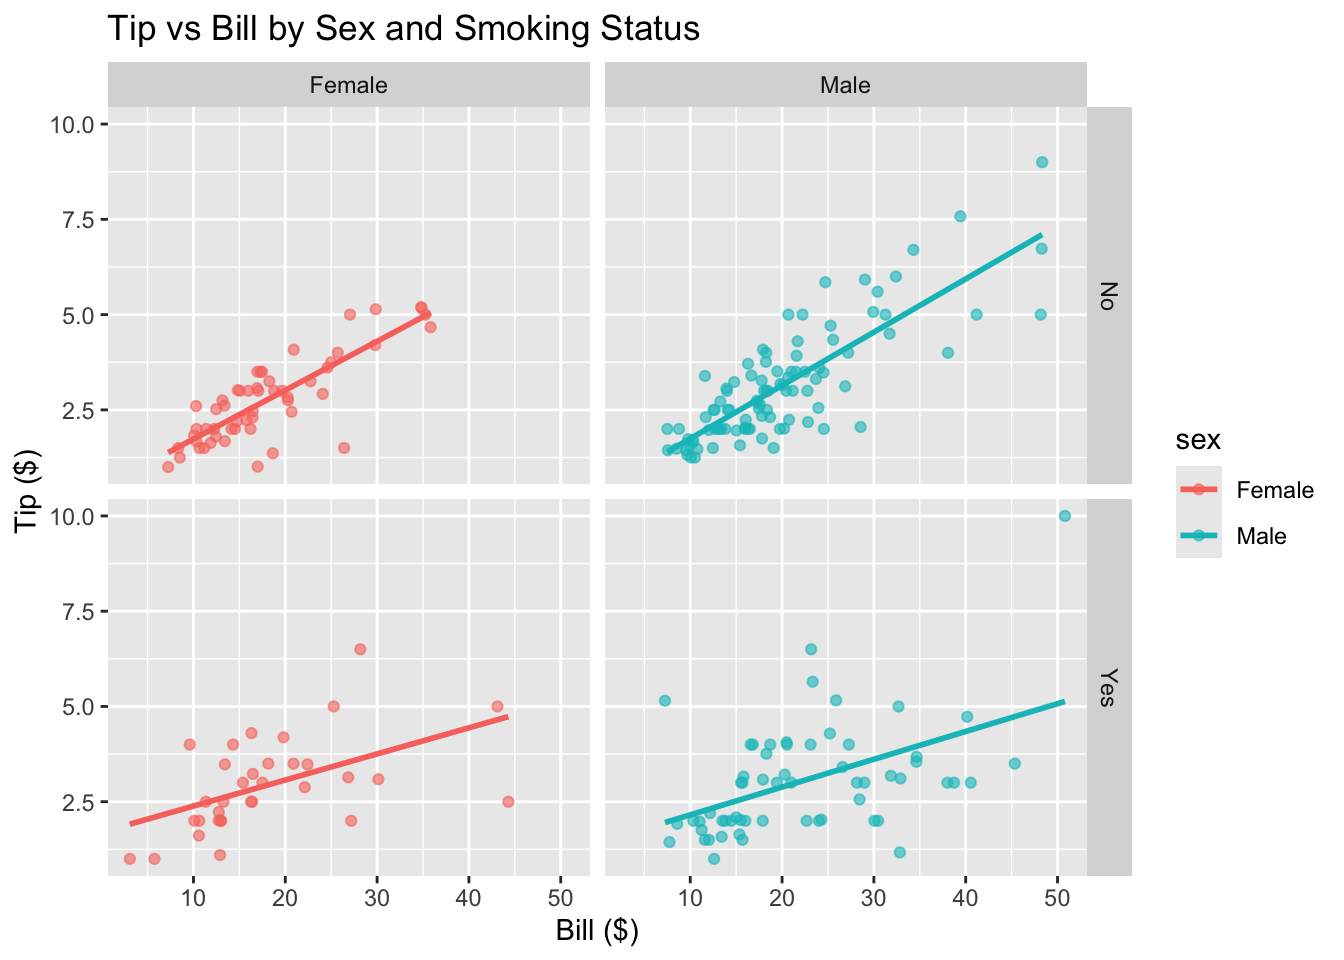 Tip vs Bill by Sex and Smoking Status
Female
Male
10.0
7.5
5.0
2.5
No
10.0
7.5
5.0
2.5
Yes
10 20 30 40 50
10 20 30 40 50
Tip ($)
Bill ($)
sex
Female
Male